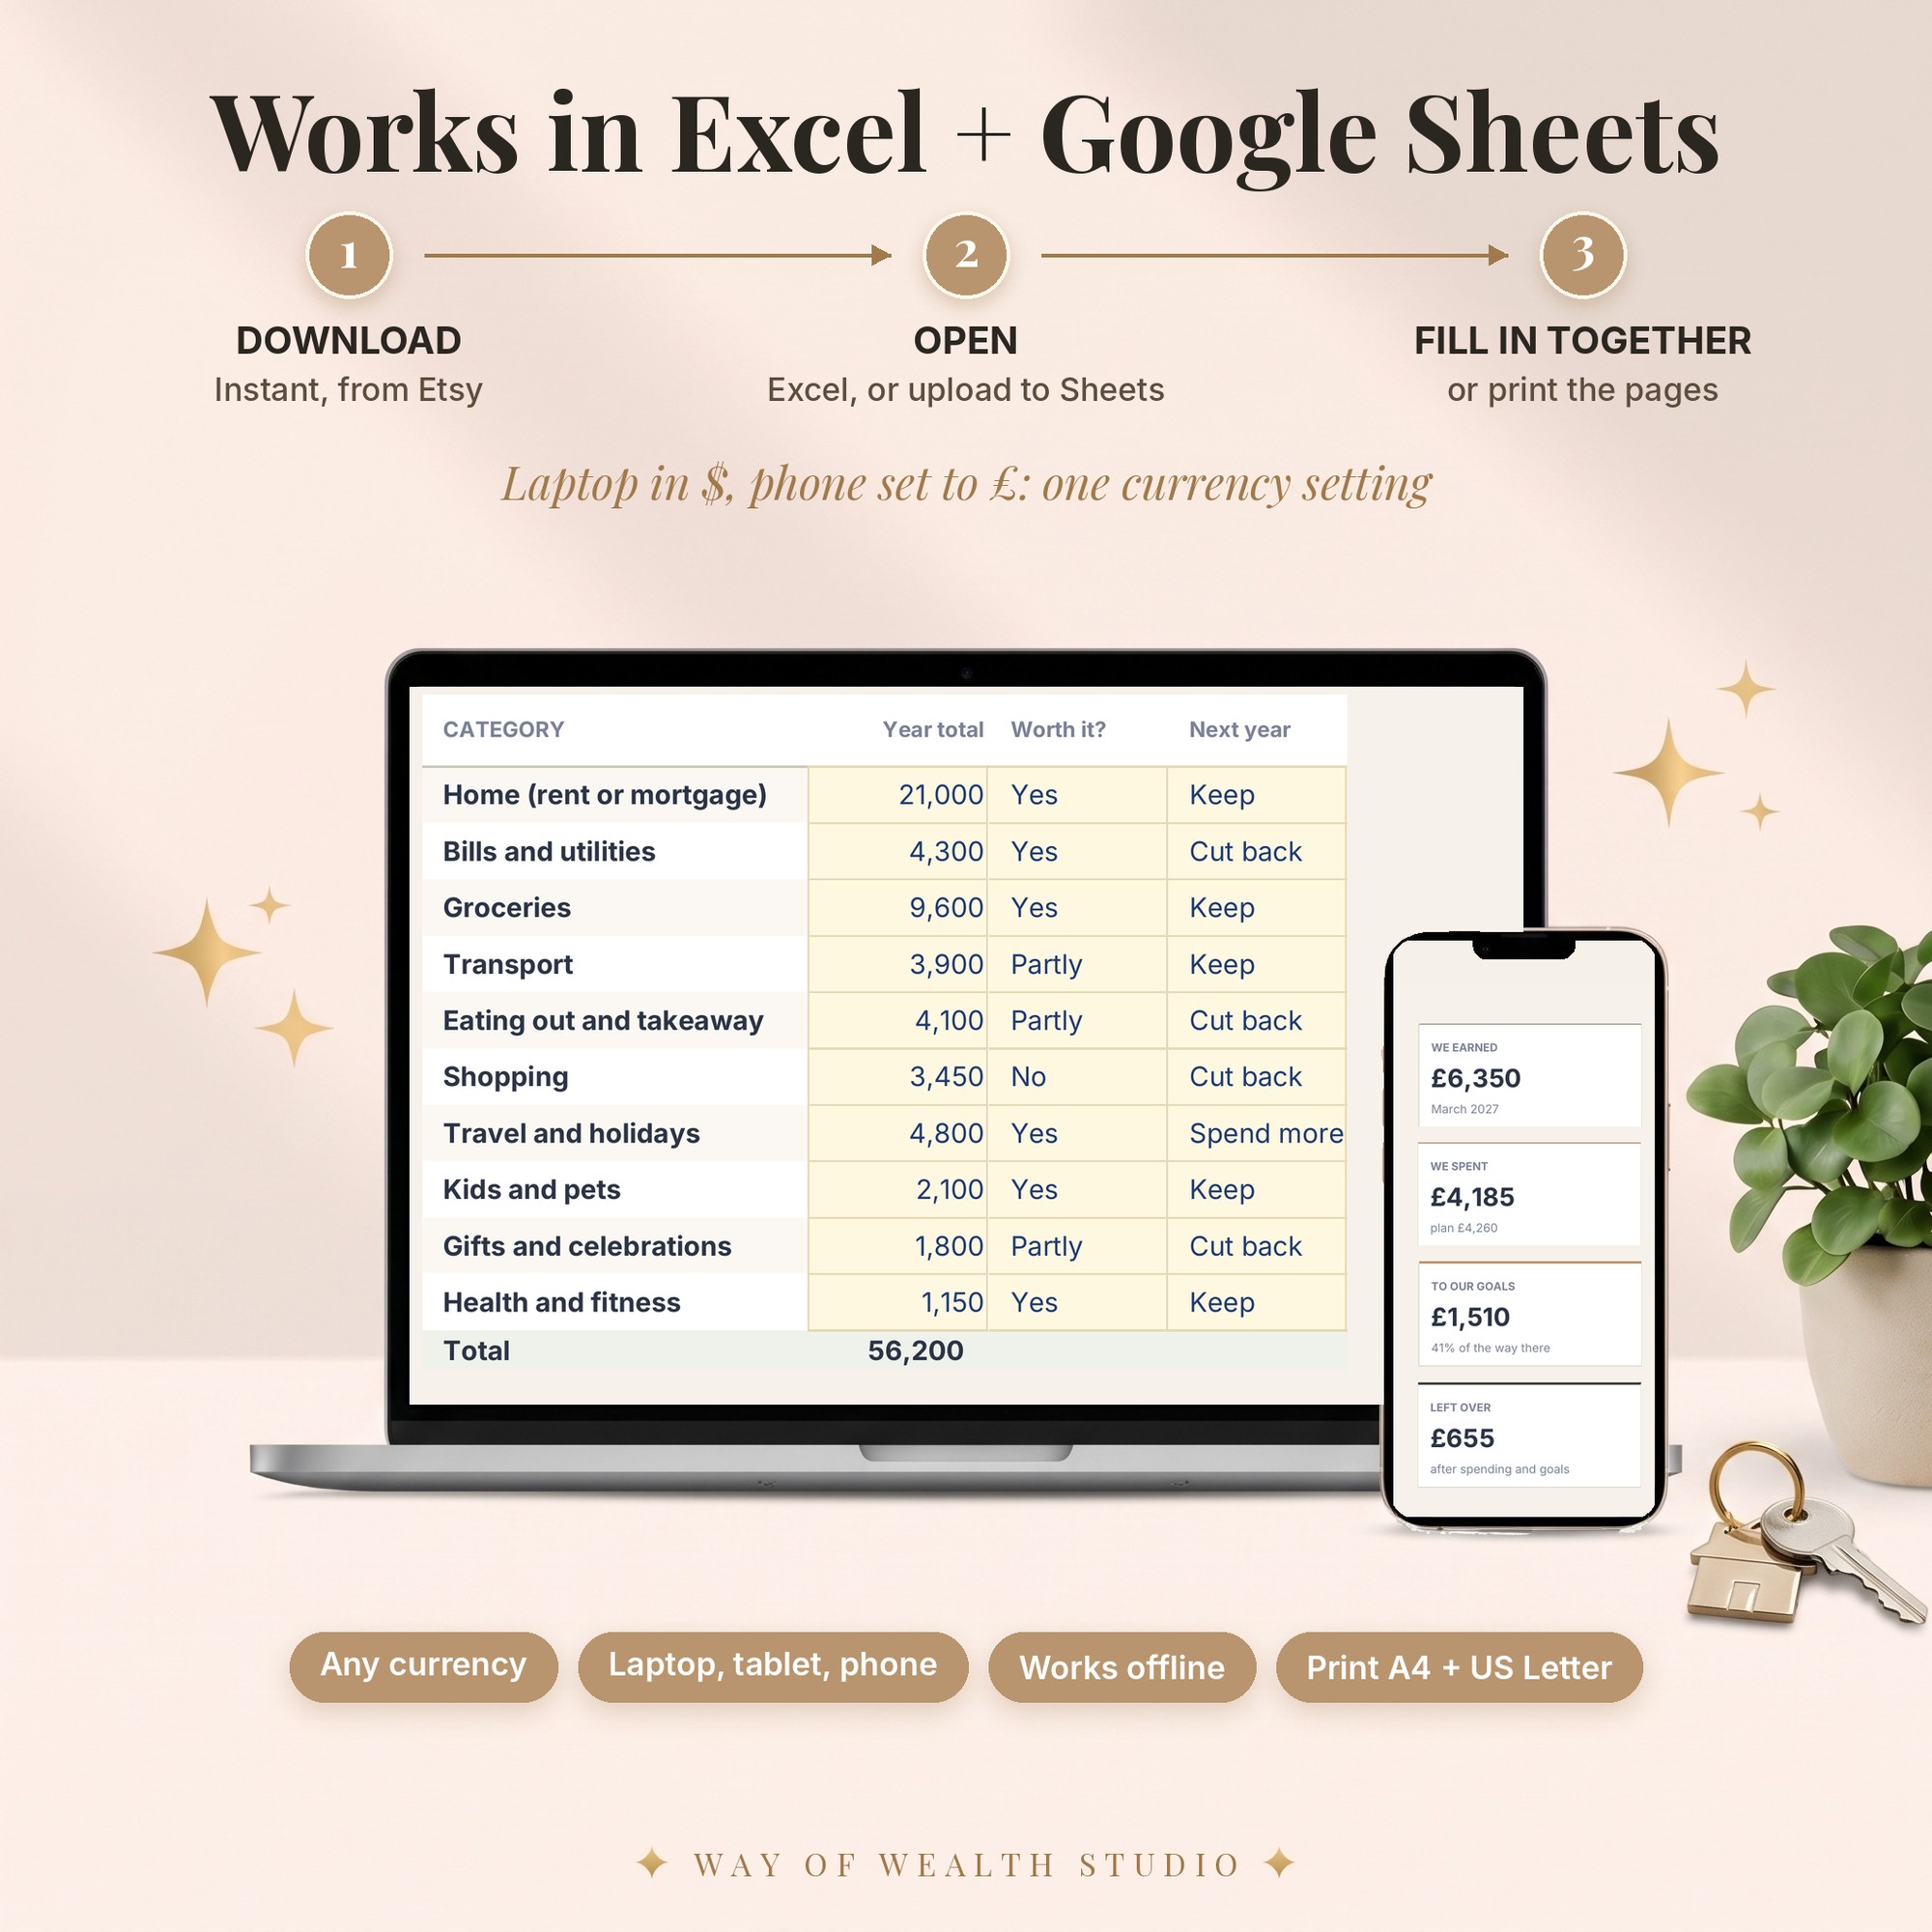 Works in Excel + Google Sheets
1
2
3
DOWNLOAD
OPEN
FILL IN TOGETHER
Instant, from Etsy
Excel, or upload to Sheets
or print the pages
Laptop in $, phone set to £: one currency setting
CATEGORY Year total Worth it? Next year
Home (rent or mortgage) 21,000 Yes Keep
Bills and utilities 4,300 Yes Cut back
Groceries 9,600 Yes Keep
Transport 3,900 Partly Keep
Eating out and takeaway 4,100 Partly Cut back
Shopping 3,450 No Cut back
Travel and holidays 4,800 Yes Spend more
Kids and pets 2,100 Yes Keep
Gifts and celebrations 1,800 Partly Cut back
Health and fitness 1,150 Yes Keep
Total 56,200
WE EARNED
£6,350
March 2027
WE SPENT
£4,185
plan £4,260
TO OUR GOALS
£1,510
41% of the way there
LEFT OVER
£655
after spending and goals
Any currency
Laptop, tablet, phone
Works offline
Print A4 + US Letter
WAY OF WEALTH STUDIO